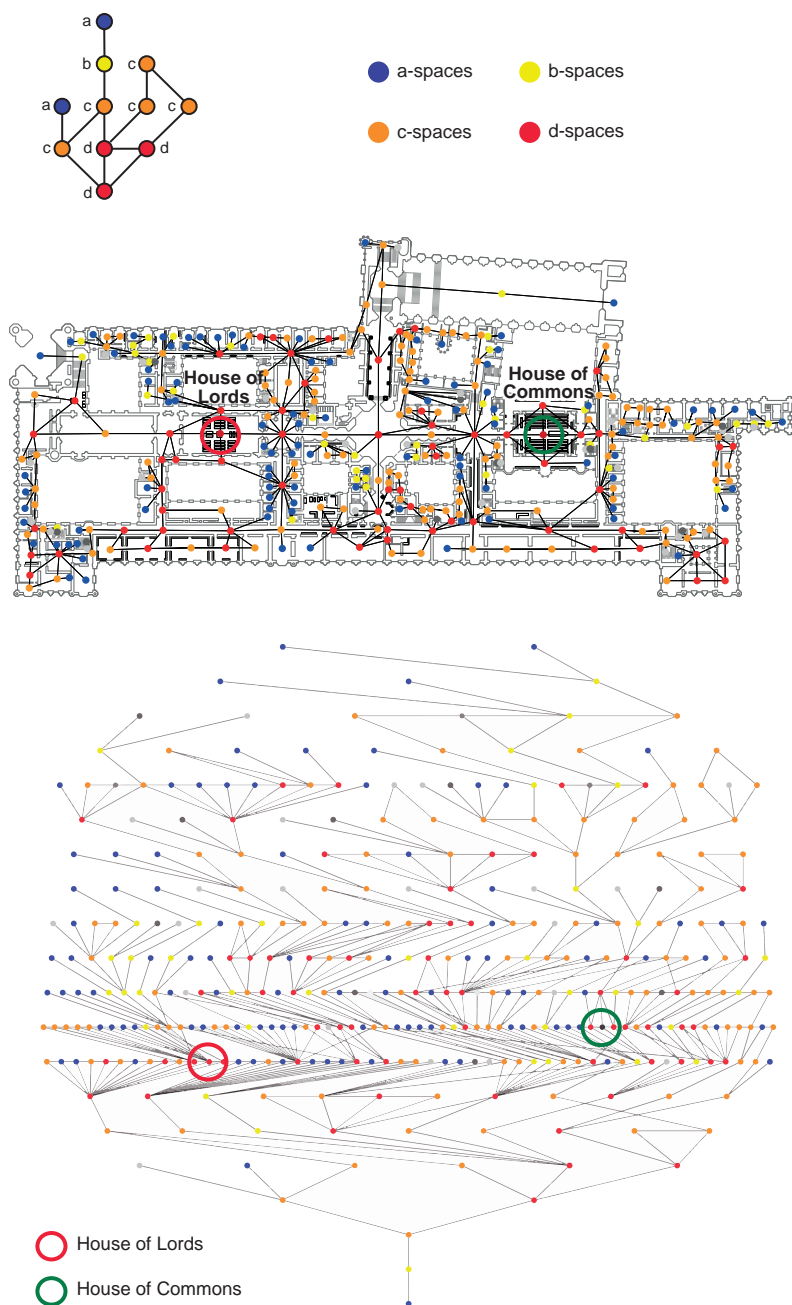 a
b
c
a
c
c
c
c
d
d
d
a-spaces
b-spaces
c-spaces
d-spaces
House of
Lords
House of
Commons
House of Lords
House of Commons